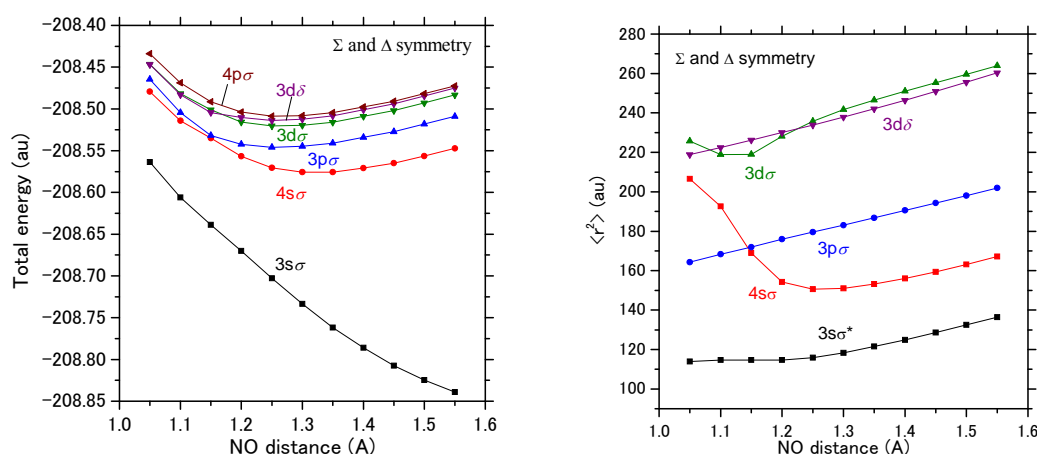 Σ and Δ symmetry
Total energy (au)
-208.35
-208.40
-208.45
-208.50
-208.55
-208.60
-208.65
-208.70
-208.75
-208.80
-208.85
4pσ
3dδ
3dσ
3pσ
4sσ
3sσ
1.0 1.1 1.2 1.3 1.4 1.5 1.6
NO distance (A)
Σ and Δ symmetry
<r²> (au)
280
260
240
220
200
180
160
140
120
100
3dδ
3dσ
3pσ
4sσ
3sσ*
1.0 1.1 1.2 1.3 1.4 1.5 1.6
NO distance (A)